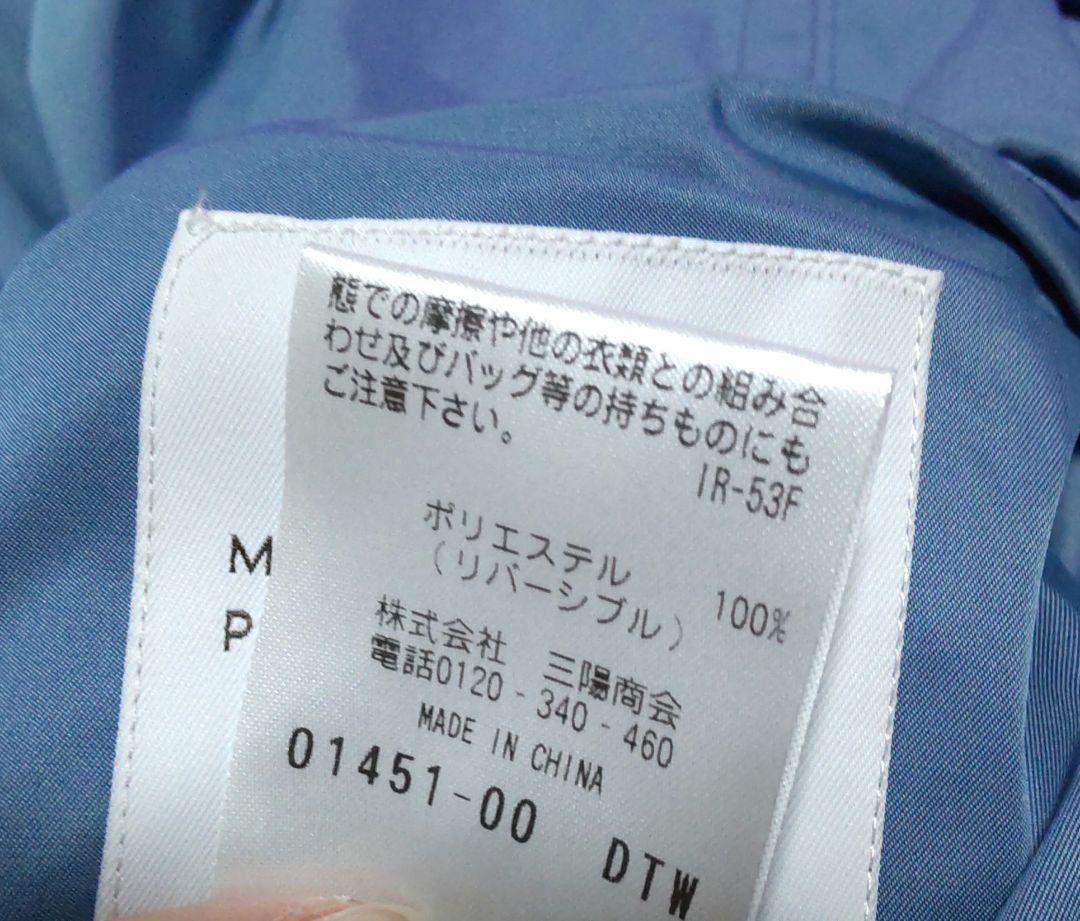 態での摩擦や他の衣類との組み合
わせ及びバッグ等の持ちものにも
ご注意下さい。
IR-53F
ポリエステル
(リバーシブル) 100%
株式会社 三陽商会
電話0120-340-460
MADE IN CHINA
01451-00 DTW
M
P